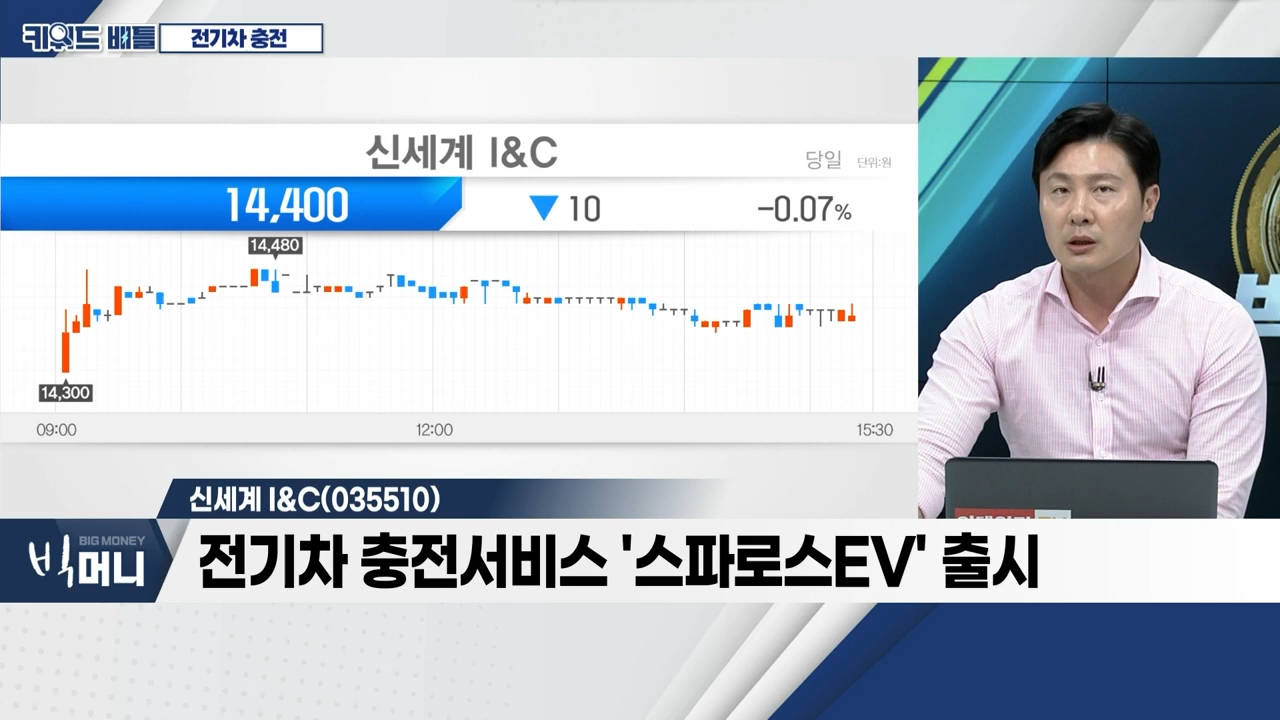 키워드 배틀 전기차 충전
신세계 I&C
당일 단위:원
14,400 ▼ 10 -0.07%
14,480
14,300
09:00 12:00 15:30
신세계 I&C(035510)
BIG MONEY
빅머니
전기차 충전서비스 '스파로스EV' 출시